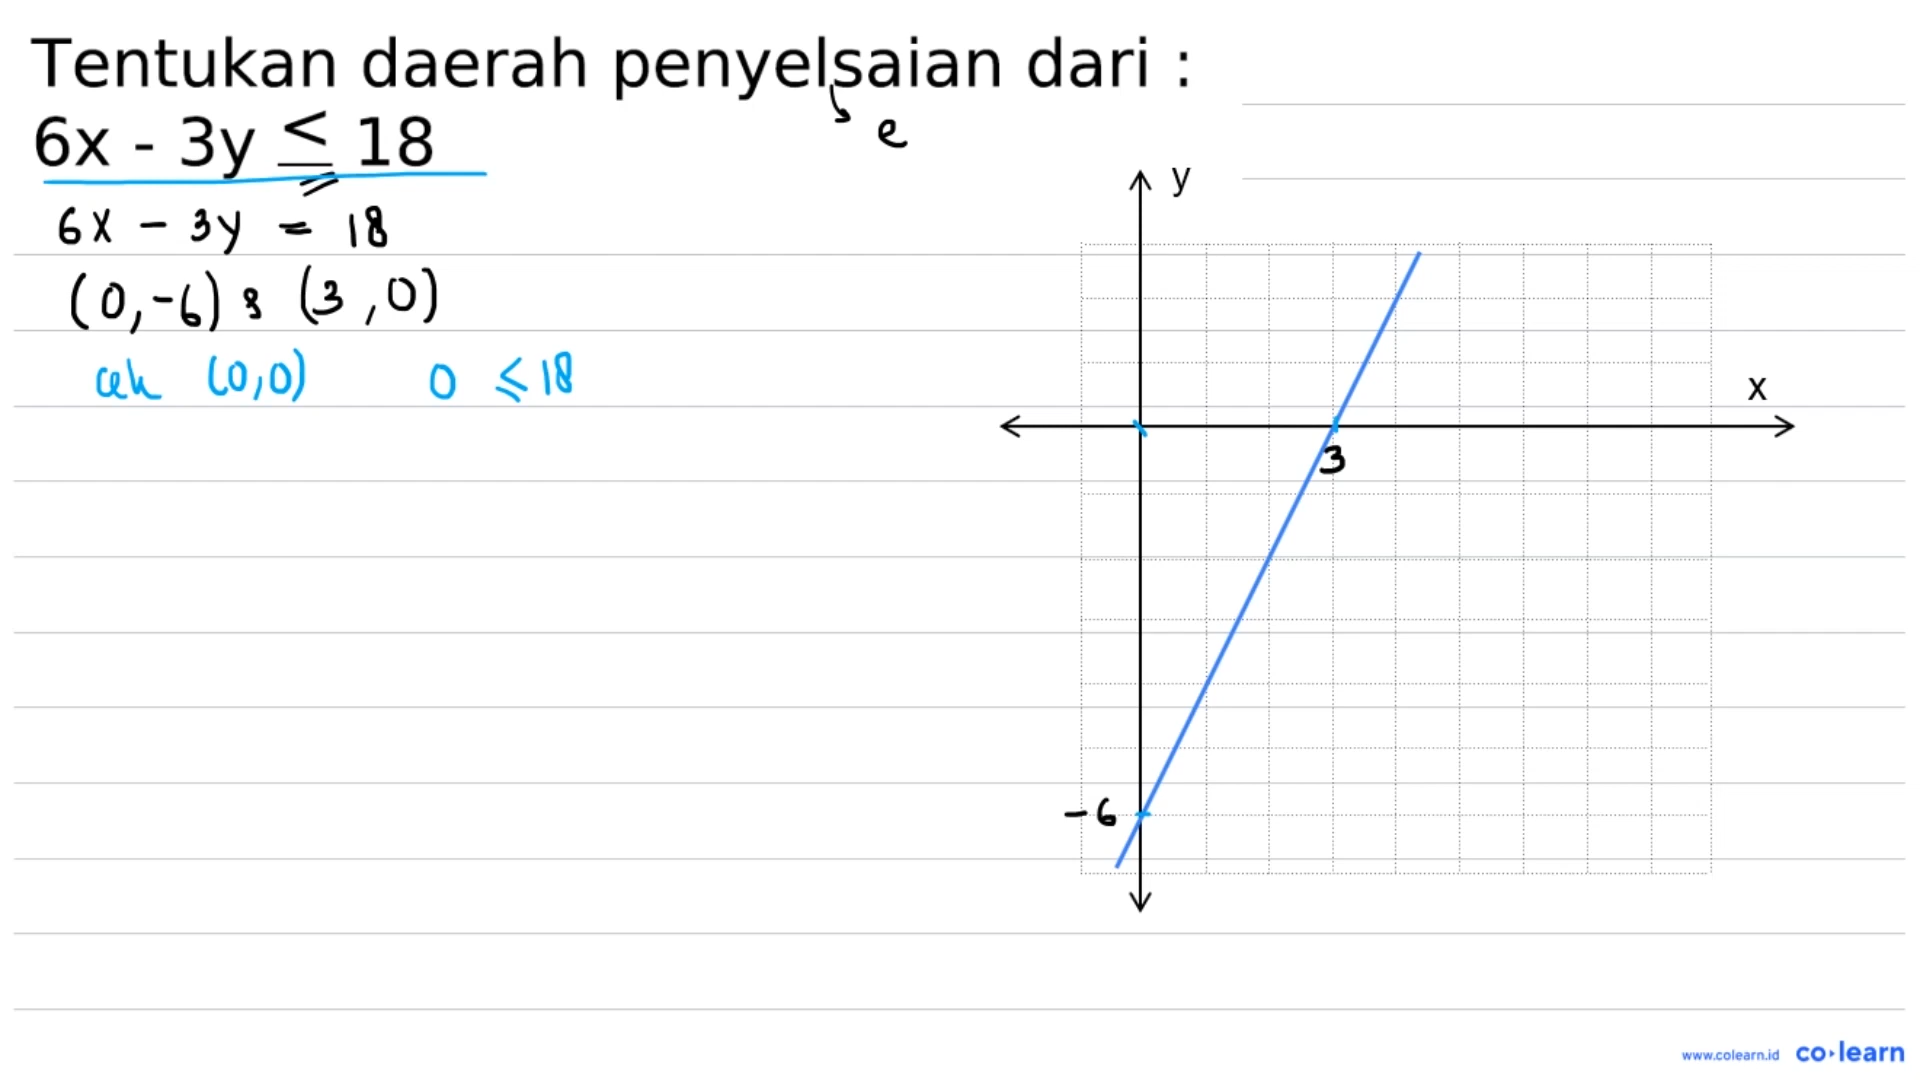 Tentukan daerah penyelsaian dari :
e
6x - 3y ≤ 18
6x - 3y = 18
(0,-6) & (3,0)
cek (0,0) 0 ≤ 18
y
x
3
-6
www.colearn.id co·learn